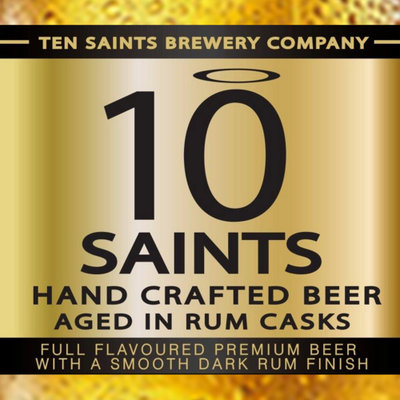 TEN SAINTS BREWERY COMPANY
10
SAINTS
HAND CRAFTED BEER
AGED IN RUM CASKS
FULL FLAVOURED PREMIUM BEER
WITH A SMOOTH DARK RUM FINISH